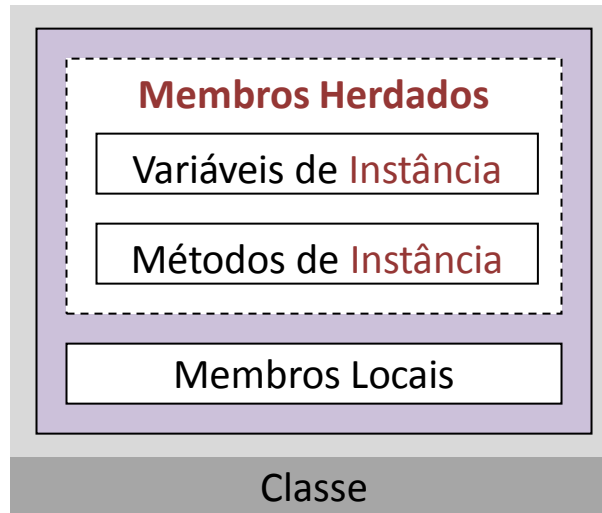 Membros Herdados
Variáveis de Instância
Métodos de Instância
Membros Locais
Classe